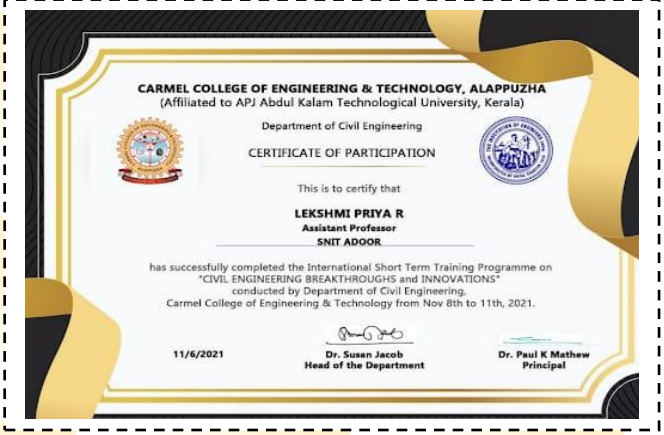 CARMEL COLLEGE OF ENGINEERING & TECHNOLOGY, ALAPPUZHA
(Affiliated to APJ Abdul Kalam Technological University, Kerala)
Department of Civil Engineering
CERTIFICATE OF PARTICIPATION
This is to certify that
LEKSHMI PRIYA R
Assistant Professor
SNIT ADOOR
has successfully completed the International Short Term Training Programme on
"CIVIL ENGINEERING BREAKTHROUGHS and INNOVATIONS"
conducted by Department of Civil Engineering,
Carmel College of Engineering & Technology from Nov 8th to 11th, 2021.
11/6/2021
Dr. Susan Jacob
Head of the Department
Dr. Paul K Mathew
Principal